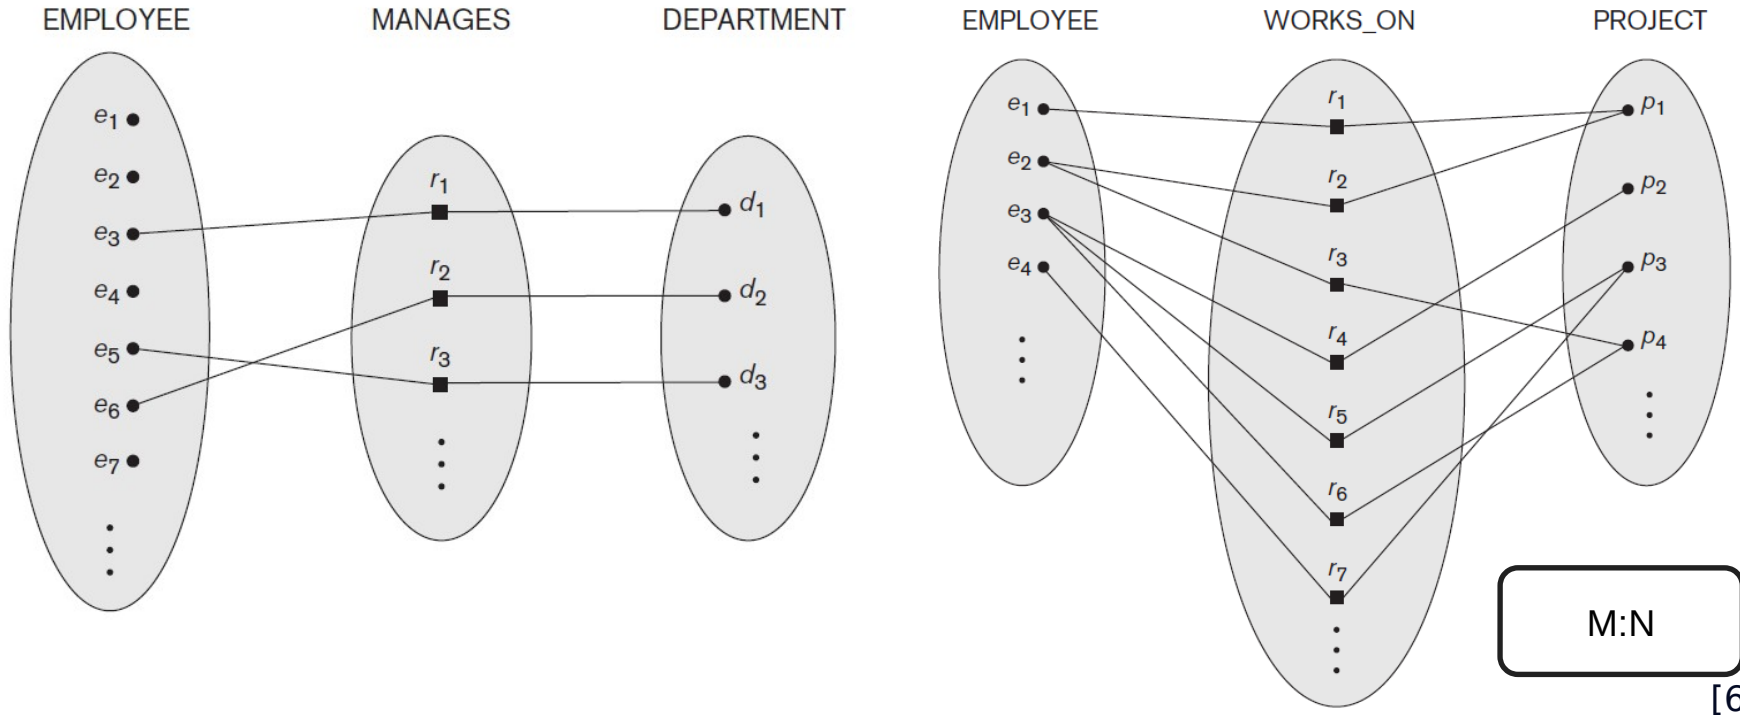 EMPLOYEE MANAGES DEPARTMENT
e1
e2
e3
e4
e5
e6
e7
r1
r2
r3
d1
d2
d3
EMPLOYEE WORKS_ON PROJECT
e1
e2
e3
e4
r1
r2
r3
r4
r5
r6
r7
p1
p2
p3
p4
M:N
[6